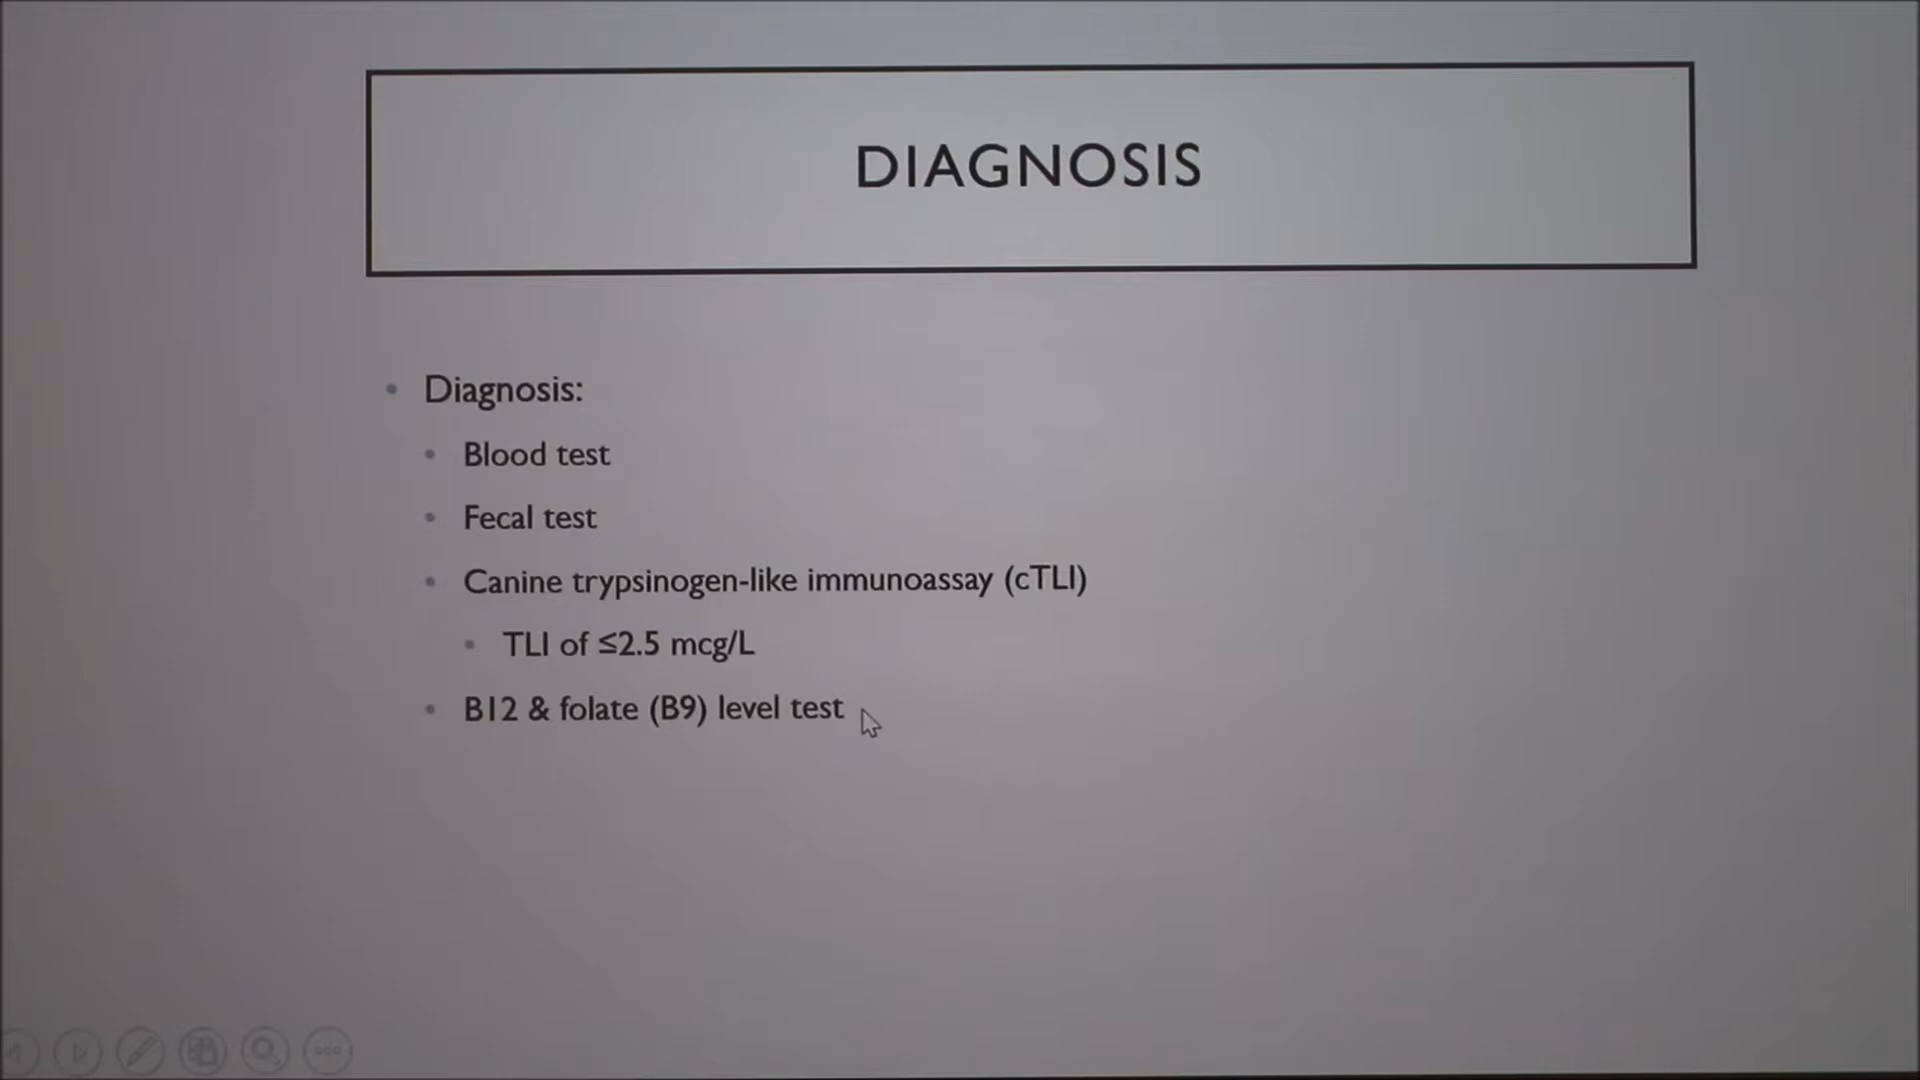 DIAGNOSIS
Diagnosis:
Blood test
Fecal test
Canine trypsinogen-like immunoassay (cTLI)
TLI of ≤2.5 mcg/L
B12 & folate (B9) level test